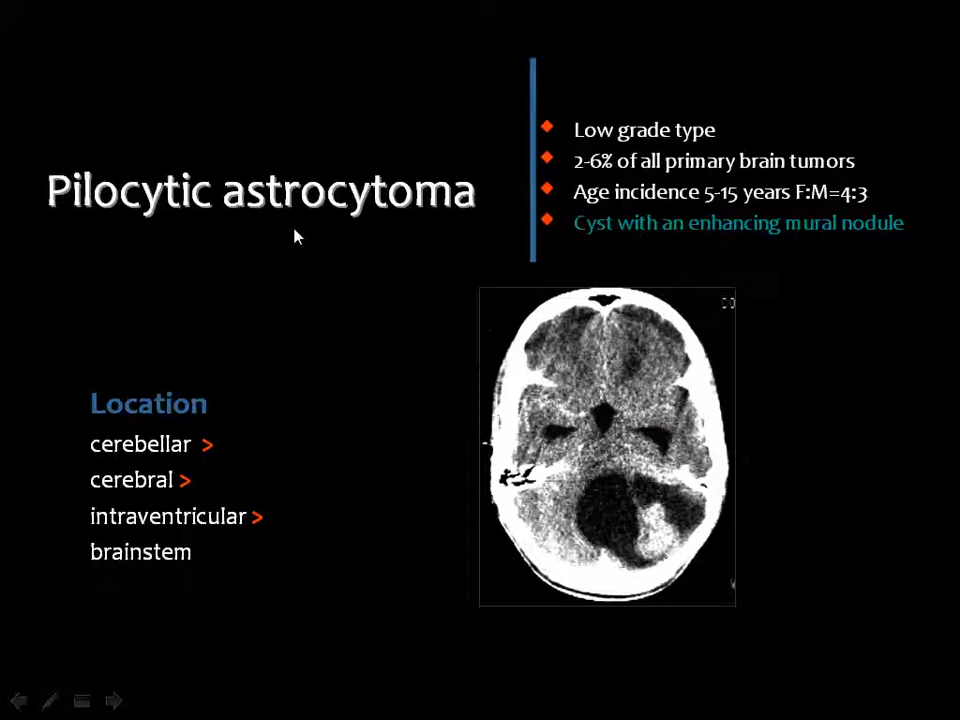 Pilocytic astrocytoma
Low grade type
2-6% of all primary brain tumors
Age incidence 5-15 years F:M=4:3
Cyst with an enhancing mural nodule
Location
cerebellar >
cerebral >
intraventricular >
brainstem